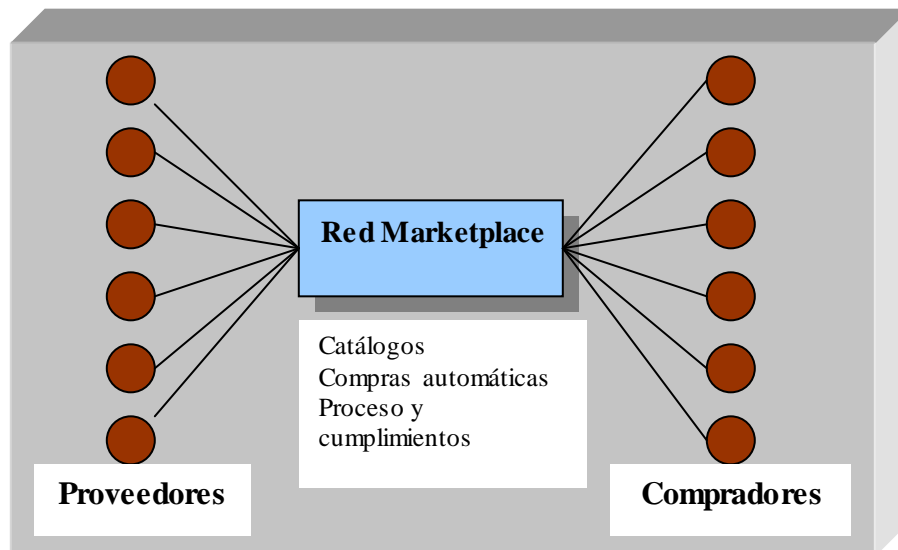 Red Marketplace
Catálogos
Compras automáticas
Proceso y
cumplimientos
Proveedores
Compradores